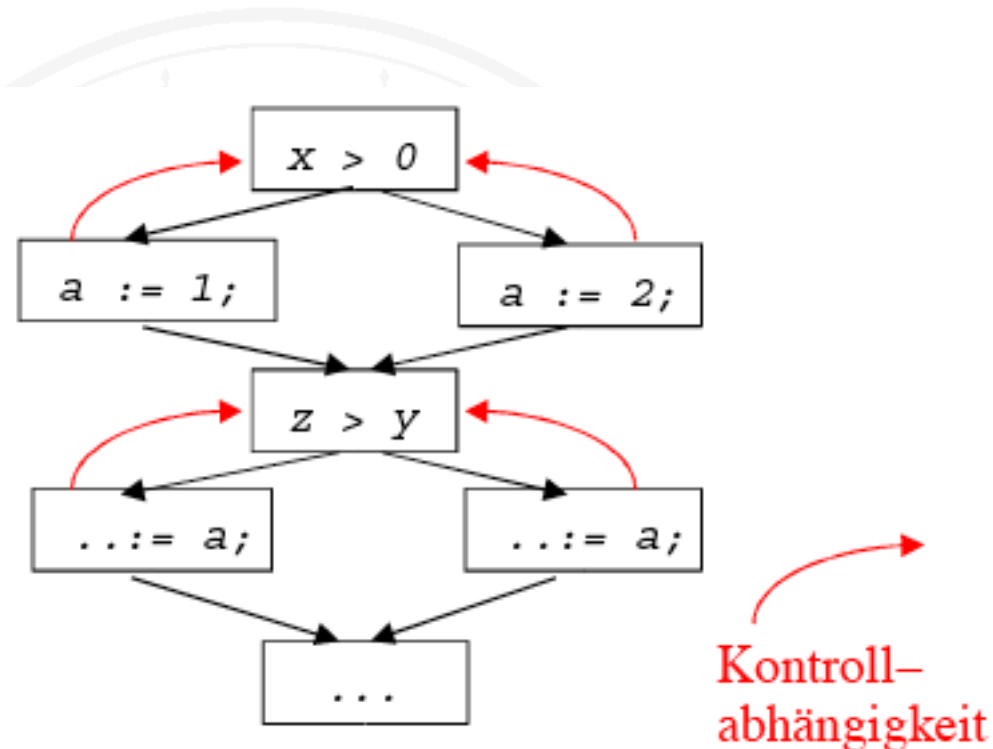 x > 0
a := 1;
a := 2;
z > y
..:= a;
..:= a;
...
Kontroll–
abhängigkeit